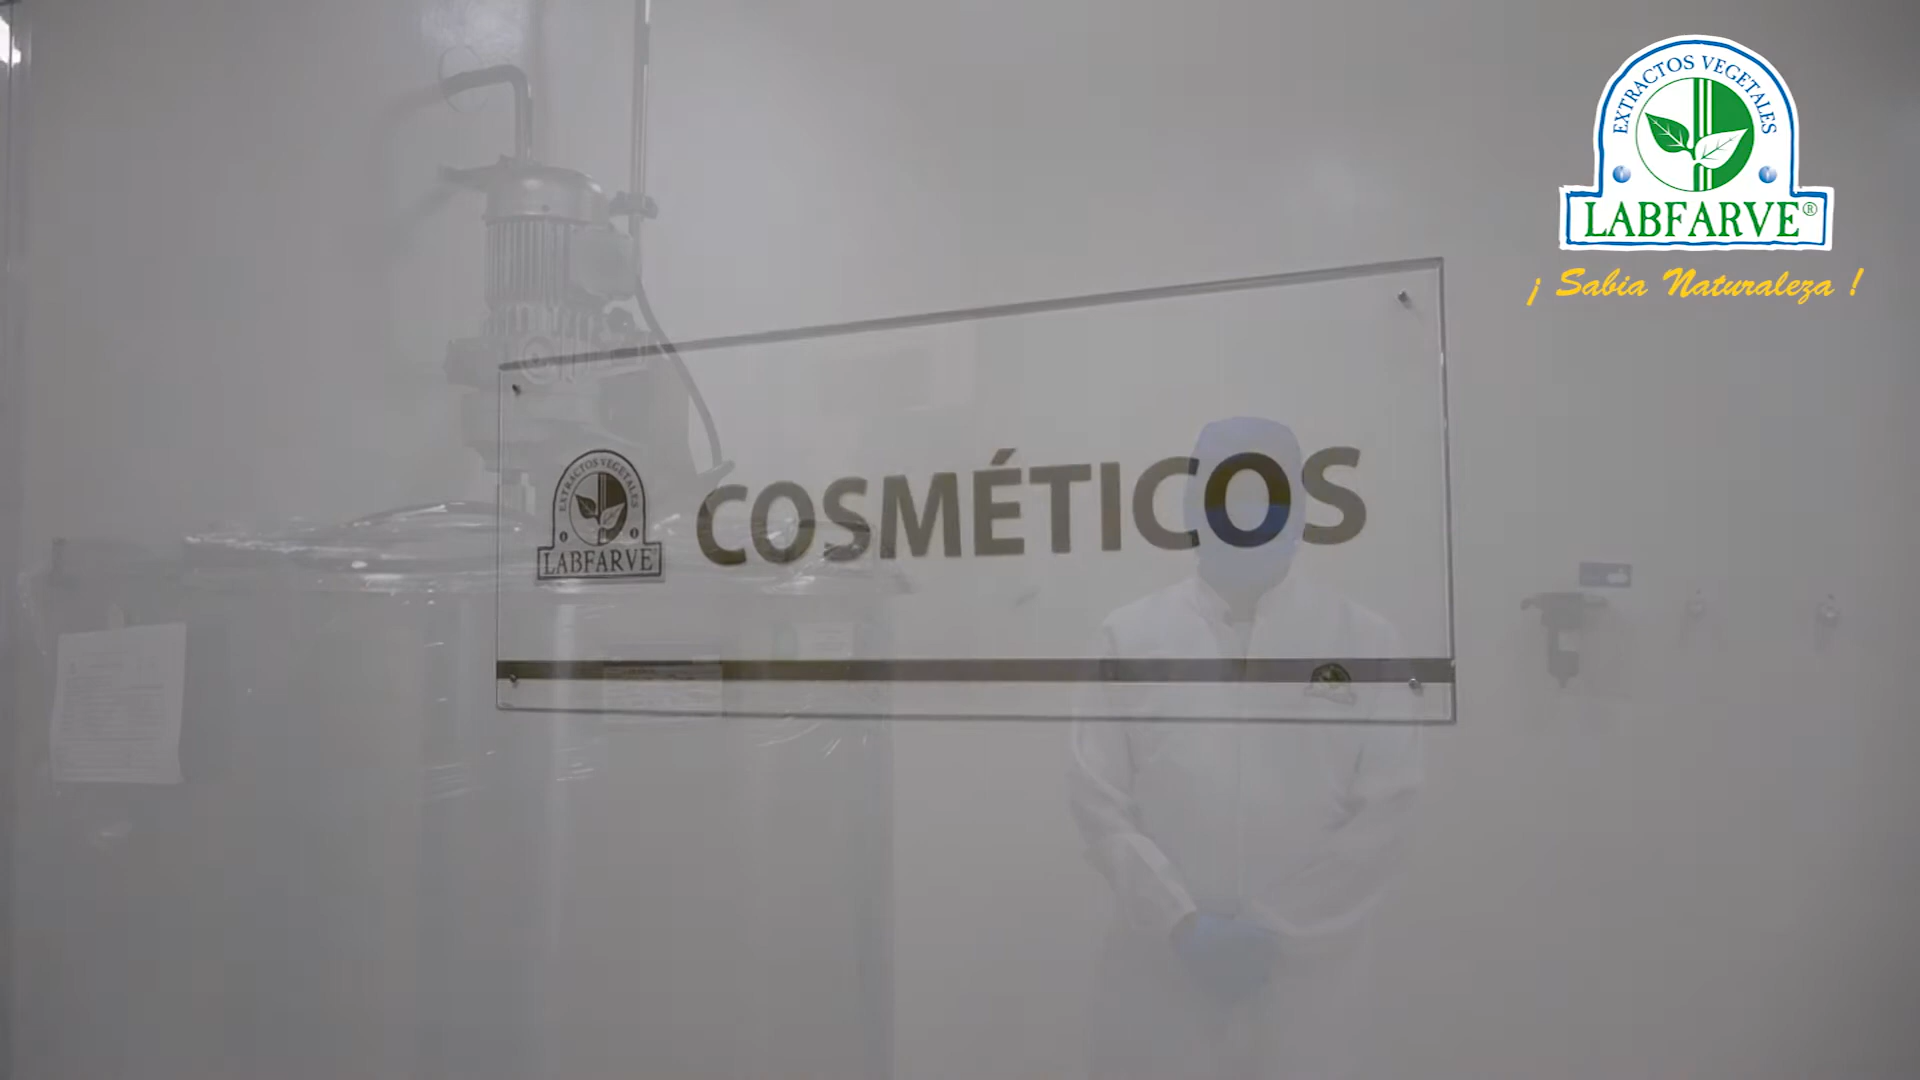 EXTRACTOS VEGETALES
LABFARVE®
¡ Sabia Naturaleza !
EXTRACTOS VEGETALES
LABFARVE
COSMÉTICOS